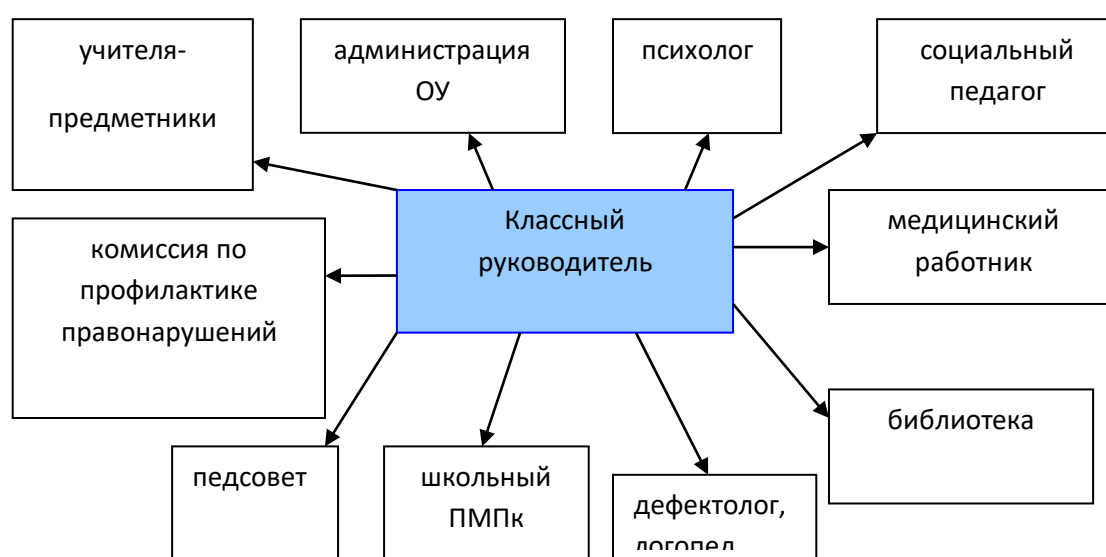 учителя-
предметники
администрация
ОУ
психолог
социальный
педагог
Классный
руководитель
медицинский
работник
комиссия по
профилактике
правонарушений
библиотека
педсовет
школьный
ПМПк
дефектолог,
логопед